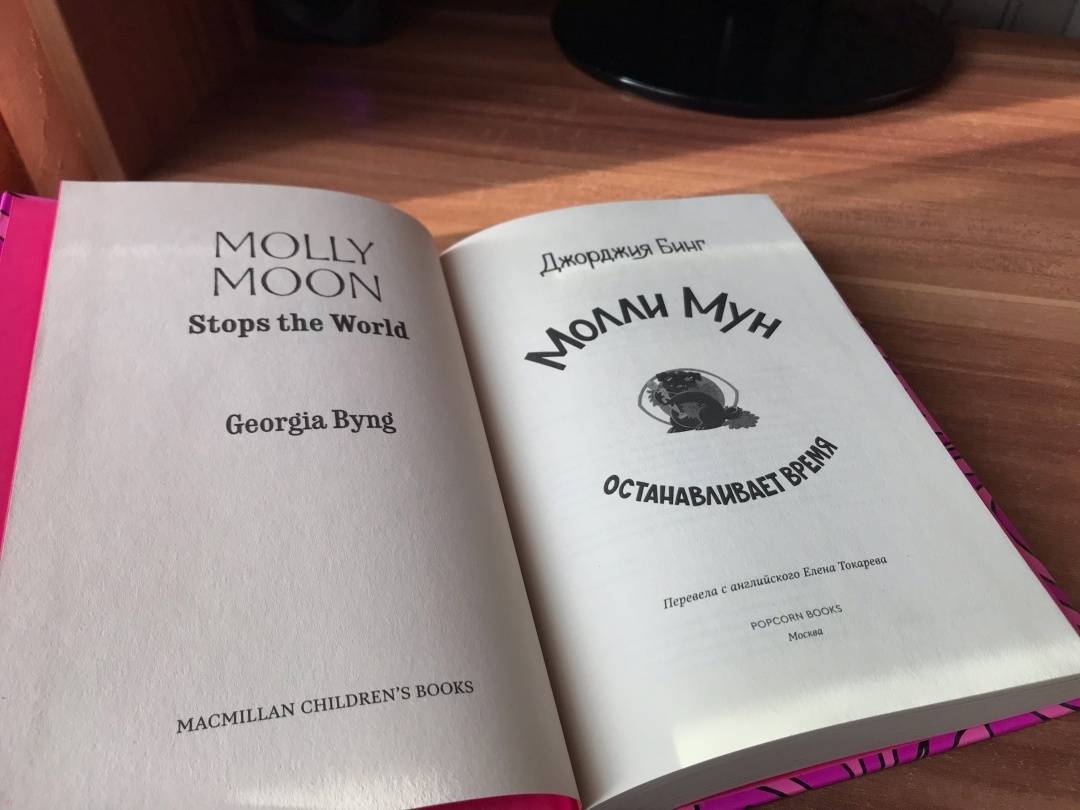 MOLLY
MOON
Stops the World
Georgia Byng
MACMILLAN CHILDREN'S BOOKS
Джорджия Бинг
Молли Мун
ОСТАНАВЛИВАЕТ ВРЕМЯ
Перевела с английского Елена Токарева
POPCORN BOOKS
Москва